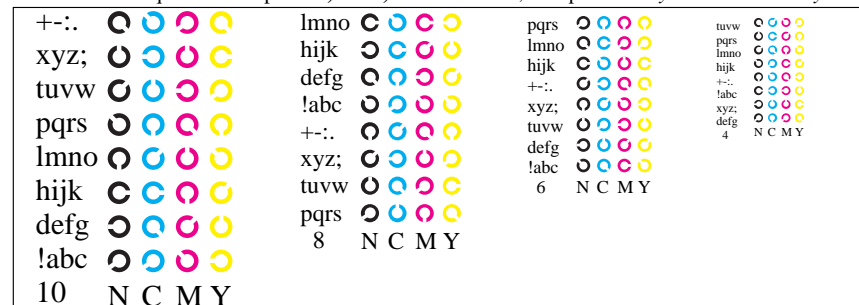 +-:.
xyz;
tuvw
pqrs
lmno
hijk
defg
!abc
10 N C M Y
lmno
hijk
defg
!abc
+-:.
xyz;
tuvw
pqrs
8 N C M Y
pqrs
lmno
hijk
+-:.
xyz;
tuvw
defg
!abc
6 N C M Y
tuvw
pqrs
lmno
hijk
+-:.
!abc
xyz;
defg
4 N C M Y